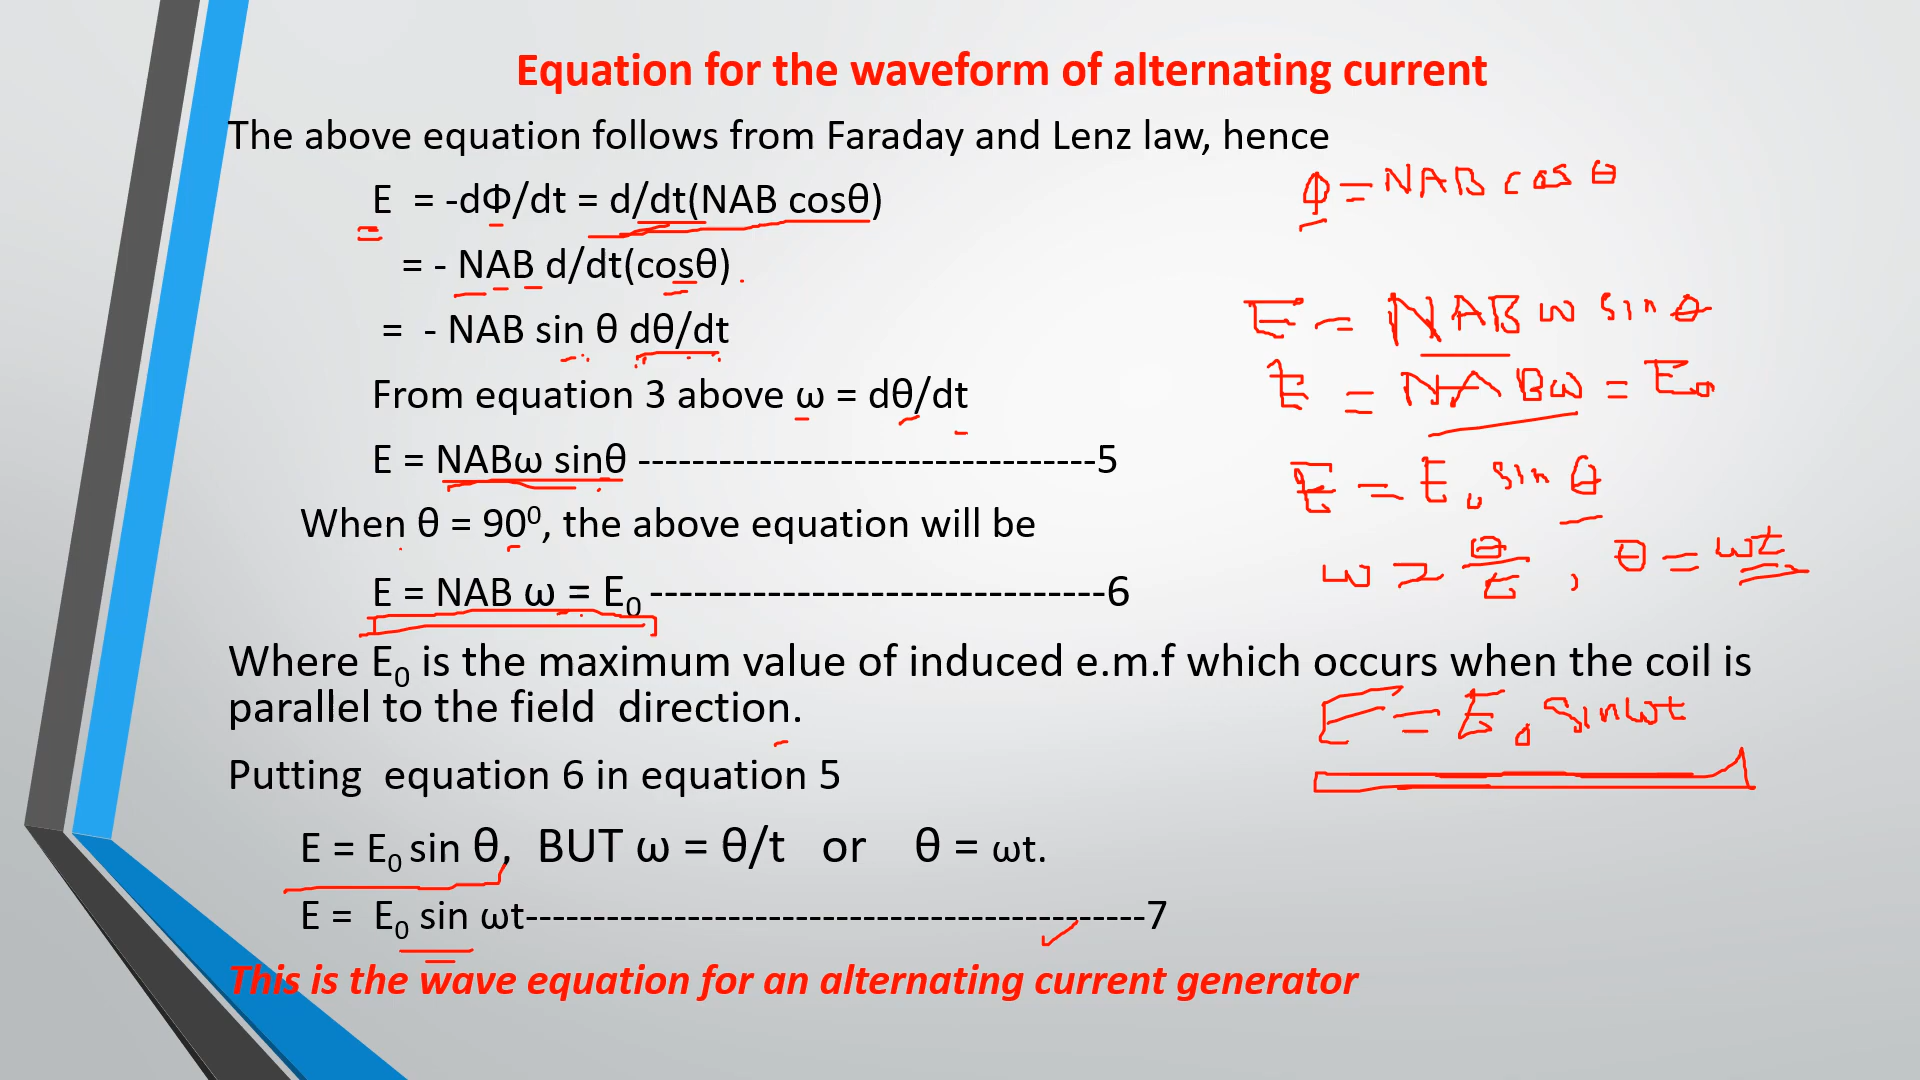 Equation for the waveform of alternating current
The above equation follows from Faraday and Lenz law, hence
E = -dΦ/dt = d/dt(NAB cosθ)
= - NAB d/dt(cosθ)
= - NAB sin θ dθ/dt
From equation 3 above ω = dθ/dt
E = NABω sinθ ----------------------------------5
When θ = 90⁰, the above equation will be
E = NAB ω = E₀ -------------------------------6
Where E₀ is the maximum value of induced e.m.f which occurs when the coil is
parallel to the field direction.
Putting equation 6 in equation 5
E = E₀ sin θ, BUT ω = θ/t or θ = ωt.
E = E₀ sin ωt----------------------------------------------7
This is the wave equation for an alternating current generator
Φ = NAB cos θ
E = NAB ω sin θ
E = NABω = E₀
E = E₀ sin θ
ω = θ/t , θ = ωt
E = E₀ sin ωt